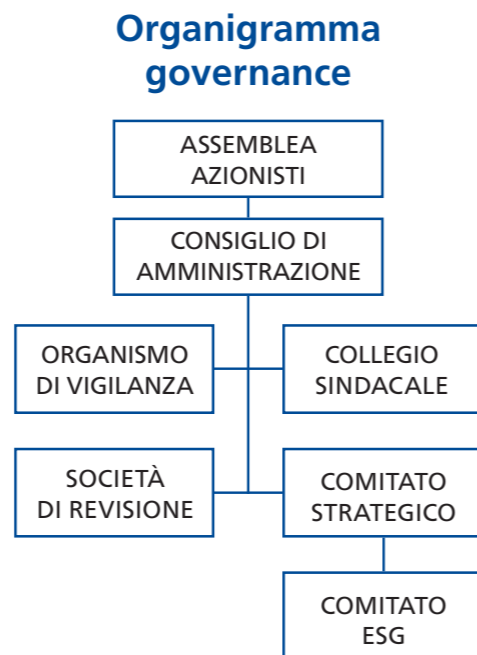 Organigramma
governance
ASSEMBLEA
AZIONISTI
CONSIGLIO DI
AMMINISTRAZIONE
ORGANISMO
DI VIGILANZA
COLLEGIO
SINDACALE
SOCIETÀ
DI REVISIONE
COMITATO
STRATEGICO
COMITATO
ESG